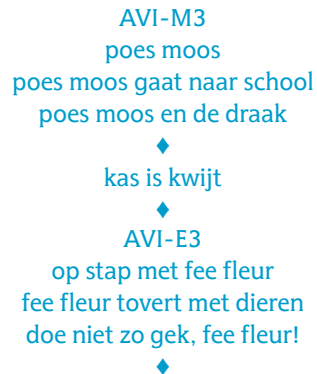 AVI-M3
poes moos
poes moos gaat naar school
poes moos en de draak
♦
kas is kwijt
♦
AVI-E3
op stap met fee fleur
fee fleur tovert met dieren
doe niet zo gek, fee fleur!
♦